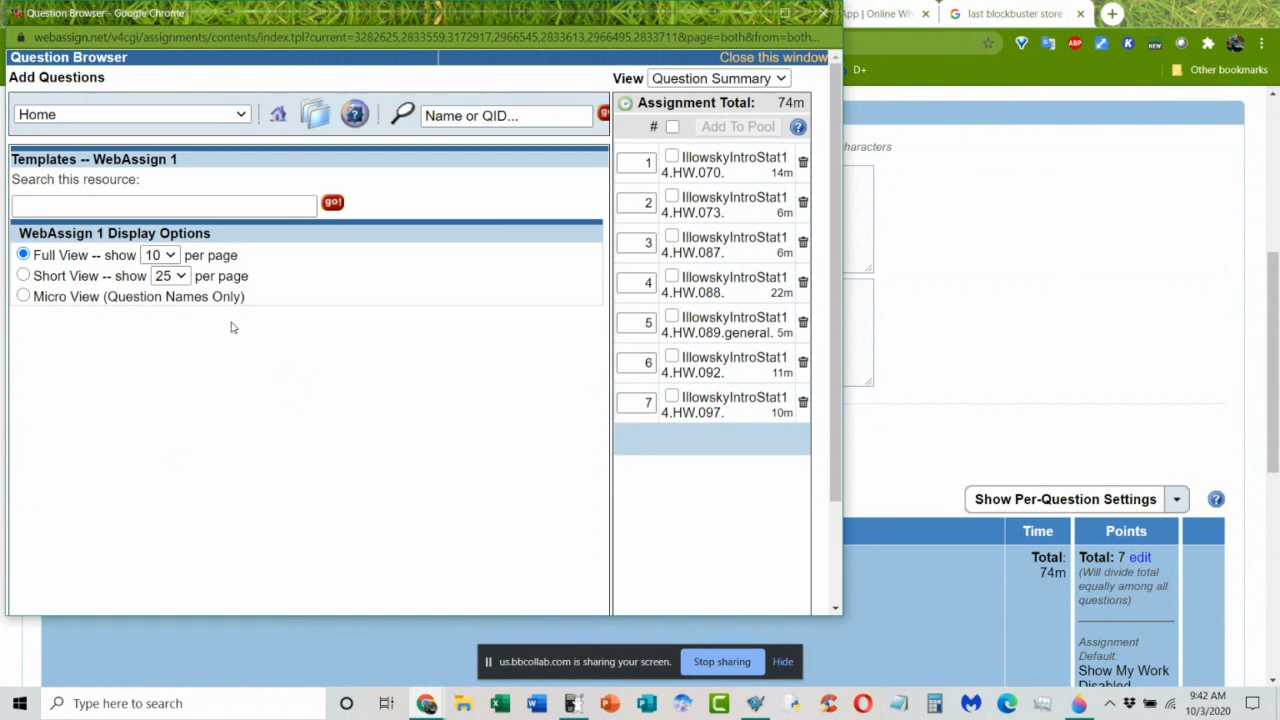 Question Browser - Google Chrome
App | Online Wh
last blockbuster store
webassign.net/v4cgi/assignments/contents/index.tpl?current=3282625,2833559,3172917,2966545,2833613,2966495,2833711&page=both&from=both...
ABP
NEW
Question Browser
Close this window
D+
Other bookmarks
Add Questions
View
Question Summary
Home
Name or QID...
Assignment Total: 74m
# Add To Pool
haracters
Templates -- WebAssign 1
Search this resource:
go!
WebAssign 1 Display Options
Full View -- show 10 per page
Short View -- show 25 per page
Micro View (Question Names Only)
1 IllowskyIntroStat1
4.HW.070. 14m
2 IllowskyIntroStat1
4.HW.073. 6m
3 IllowskyIntroStat1
4.HW.087. 6m
4 IllowskyIntroStat1
4.HW.088. 22m
5 IllowskyIntroStat1
4.HW.089.general. 5m
6 IllowskyIntroStat1
4.HW.092. 11m
7 IllowskyIntroStat1
4.HW.097. 10m
Show Per-Question Settings
Time
Points
Total:
74m
Total: 7 edit
(Will divide total
equally among all
questions)
Assignment
Default:
Show My Work
Disabled
us.bbcollab.com is sharing your screen.
Stop sharing
Hide
Type here to search
9:42 AM
10/3/2020